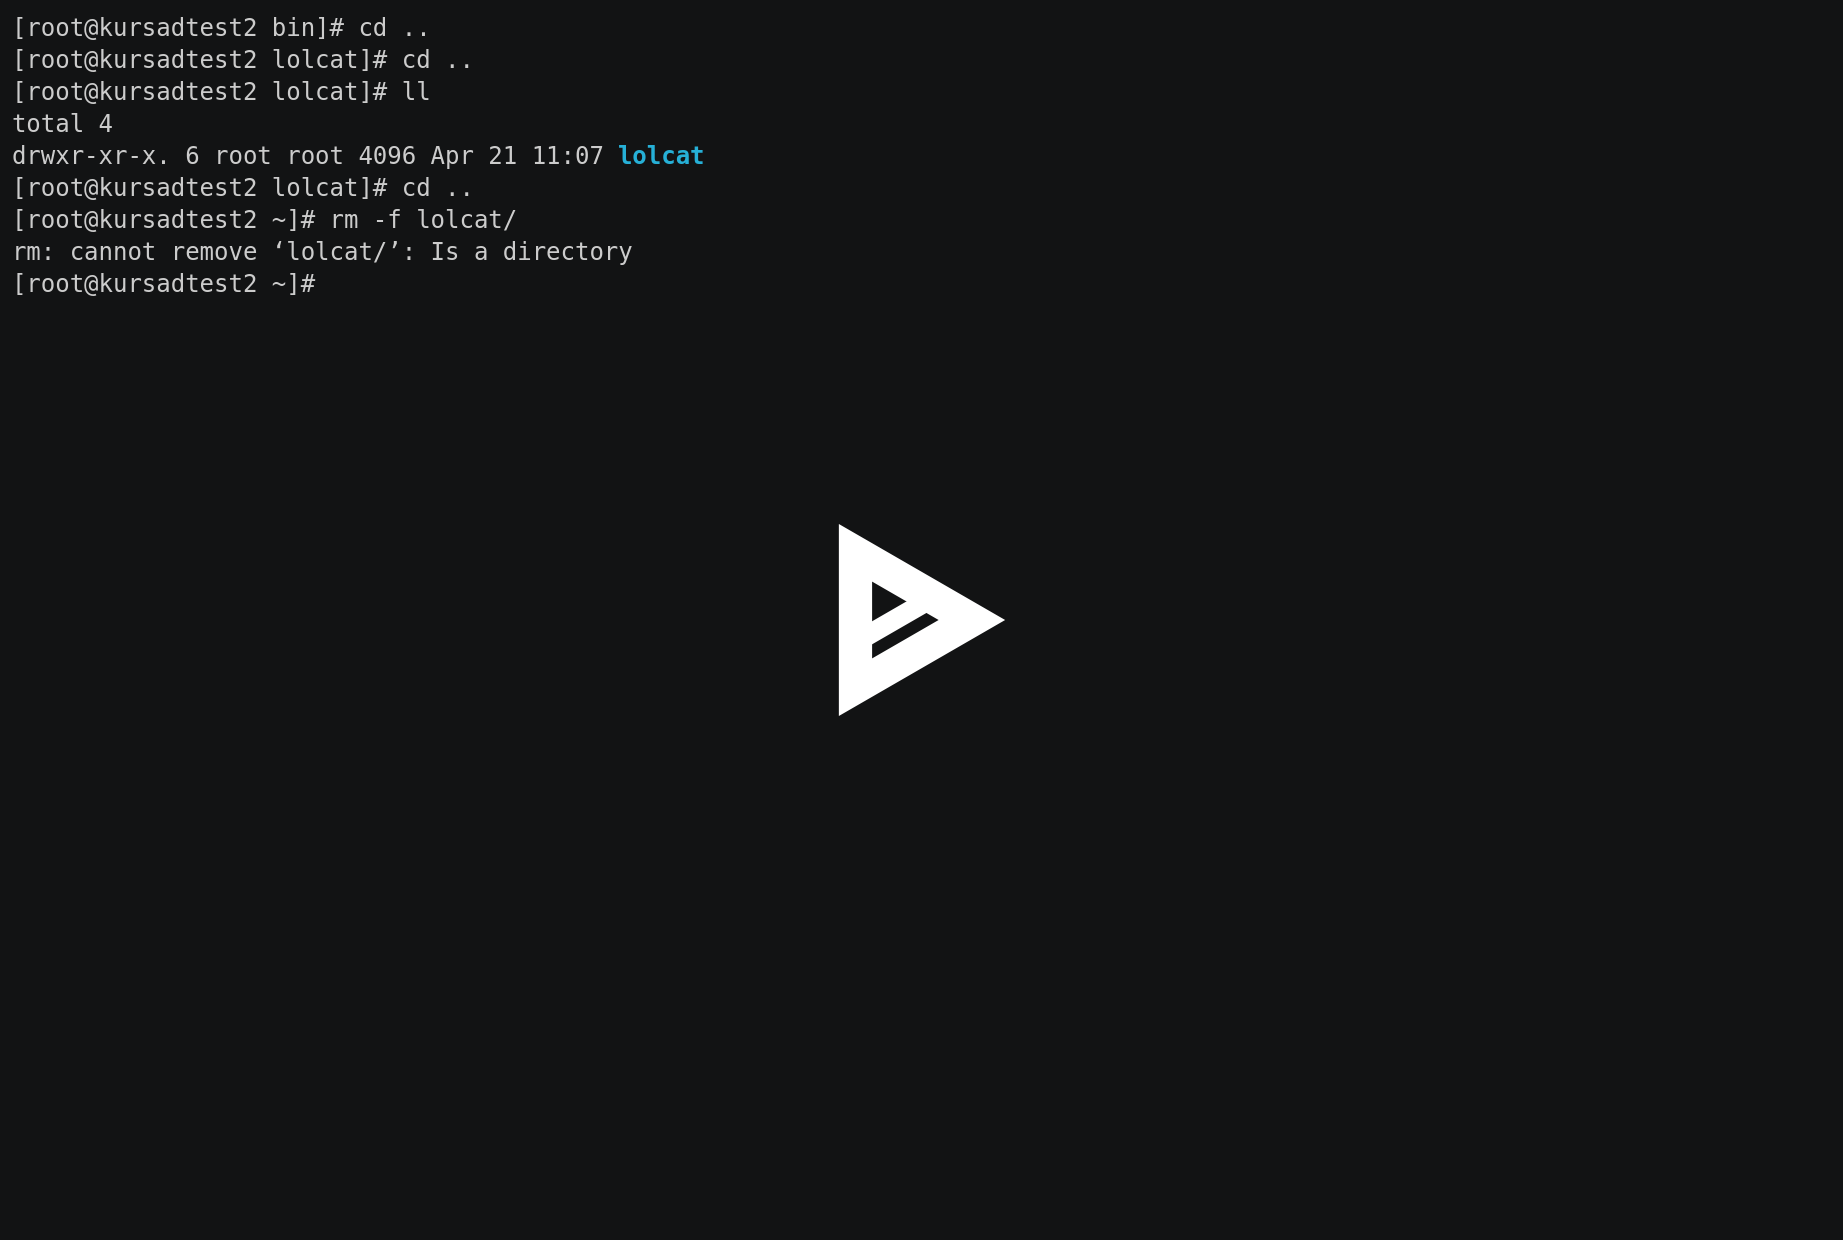 [root@kursadtest2 bin]# cd ..
[root@kursadtest2 lolcat]# cd ..
[root@kursadtest2 lolcat]# ll
total 4
drwxr-xr-x. 6 root root 4096 Apr 21 11:07 lolcat
[root@kursadtest2 lolcat]# cd ..
[root@kursadtest2 ~]# rm -f lolcat/
rm: cannot remove ‘lolcat/’: Is a directory
[root@kursadtest2 ~]#